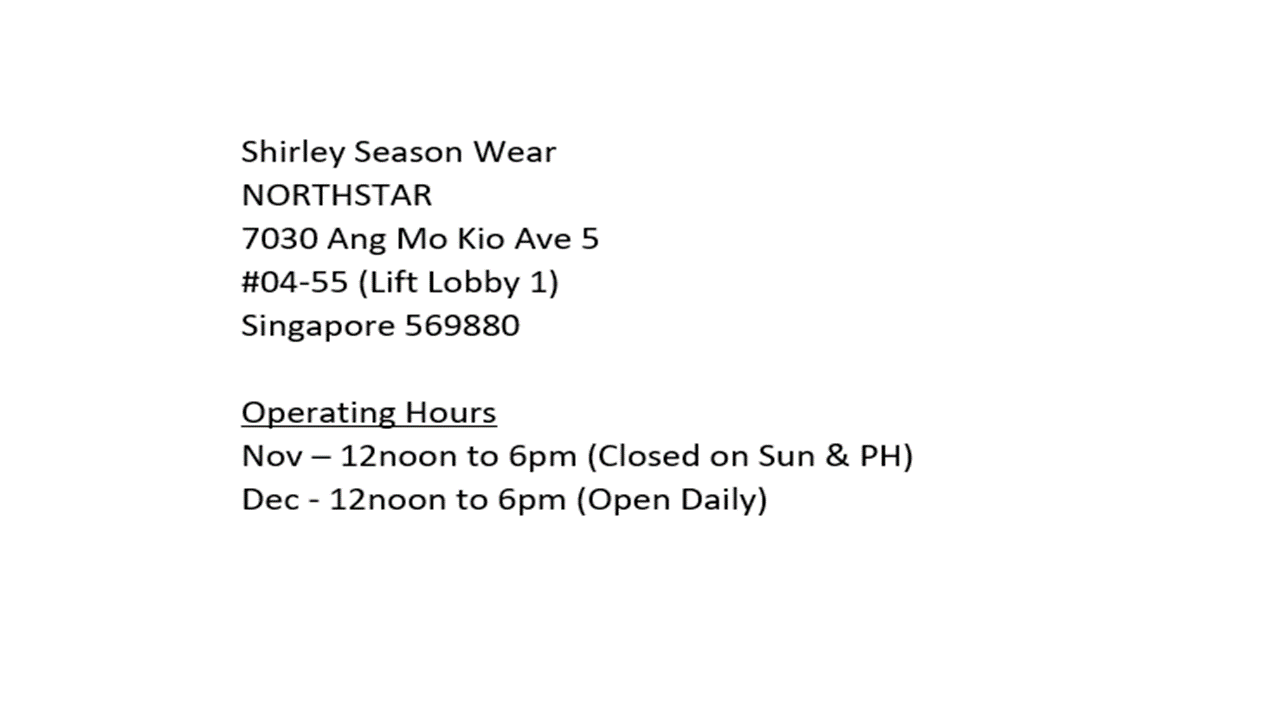 Shirley Season Wear
NORTHSTAR
7030 Ang Mo Kio Ave 5
#04-55 (Lift Lobby 1)
Singapore 569880
Operating Hours
Nov – 12noon to 6pm (Closed on Sun & PH)
Dec - 12noon to 6pm (Open Daily)